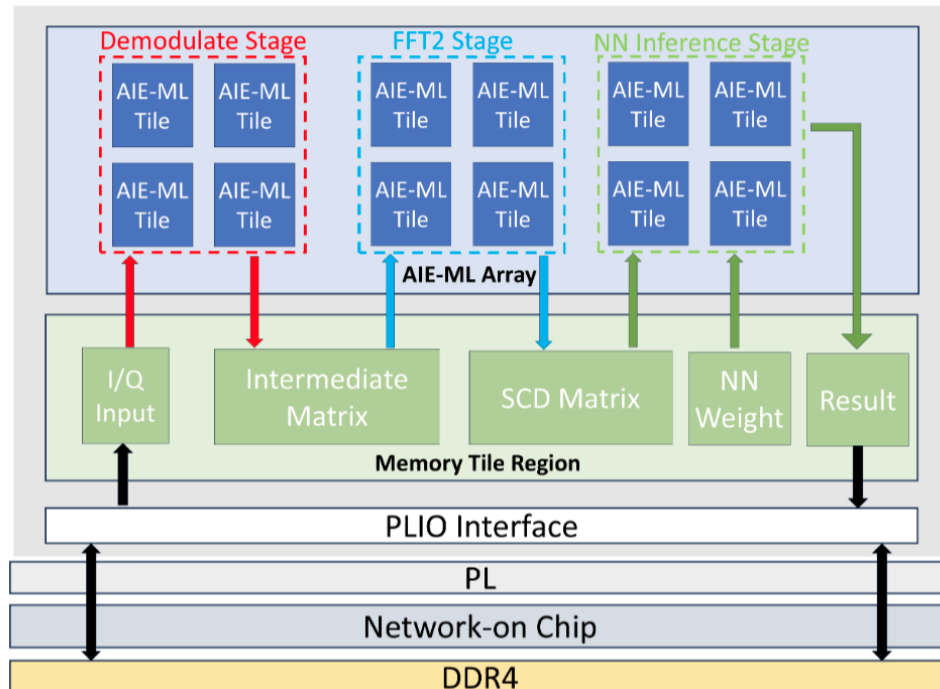 Demodulate Stage
FFT2 Stage
NN Inference Stage
AIE-ML
Tile
AIE-ML
Tile
AIE-ML
Tile
AIE-ML
Tile
AIE-ML
Tile
AIE-ML
Tile
AIE-ML
Tile
AIE-ML
Tile
AIE-ML
Tile
AIE-ML
Tile
AIE-ML
Tile
AIE-ML
Tile
AIE-ML Array
I/Q
Input
Intermediate
Matrix
SCD Matrix
NN
Weight
Result
Memory Tile Region
PLIO Interface
PL
Network-on Chip
DDR4